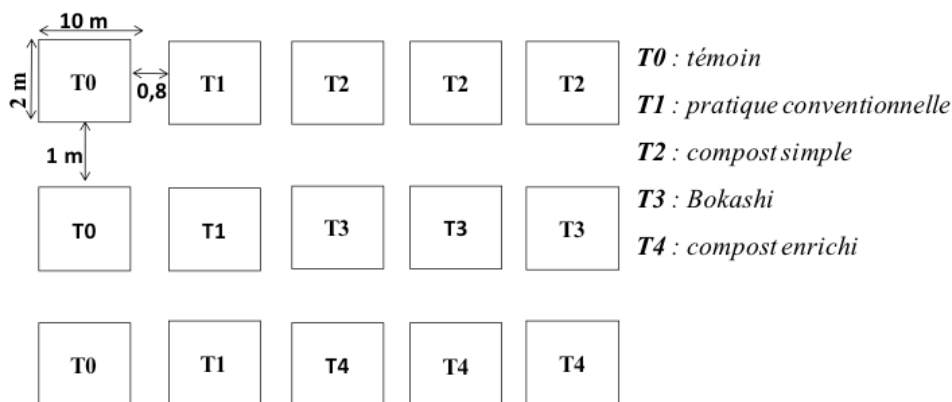 10 m
2 m
T0
0,8
T1
T2
T2
T2
1 m
T0
T1
T3
T3
T3
T0
T1
T4
T4
T4
T0 : témoin
T1 : pratique conventionnelle
T2 : compost simple
T3 : Bokashi
T4 : compost enrichi